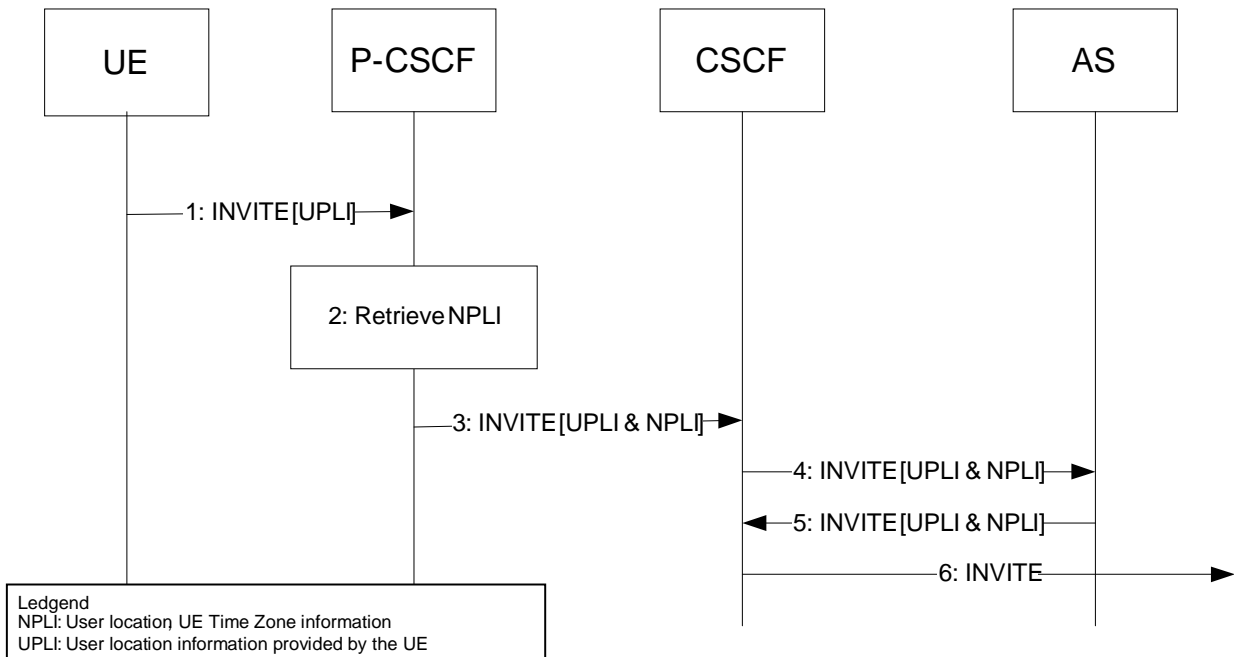 UE
P-CSCF
CSCF
AS
1: INVITE[UPLI]
2: Retrieve NPLI
3: INVITE[UPLI & NPLI]
4: INVITE[UPLI & NPLI]
5: INVITE[UPLI & NPLI]
6: INVITE
Ledgend
NPLI: User location, UE Time Zone information
UPLI: User location information provided by the UE